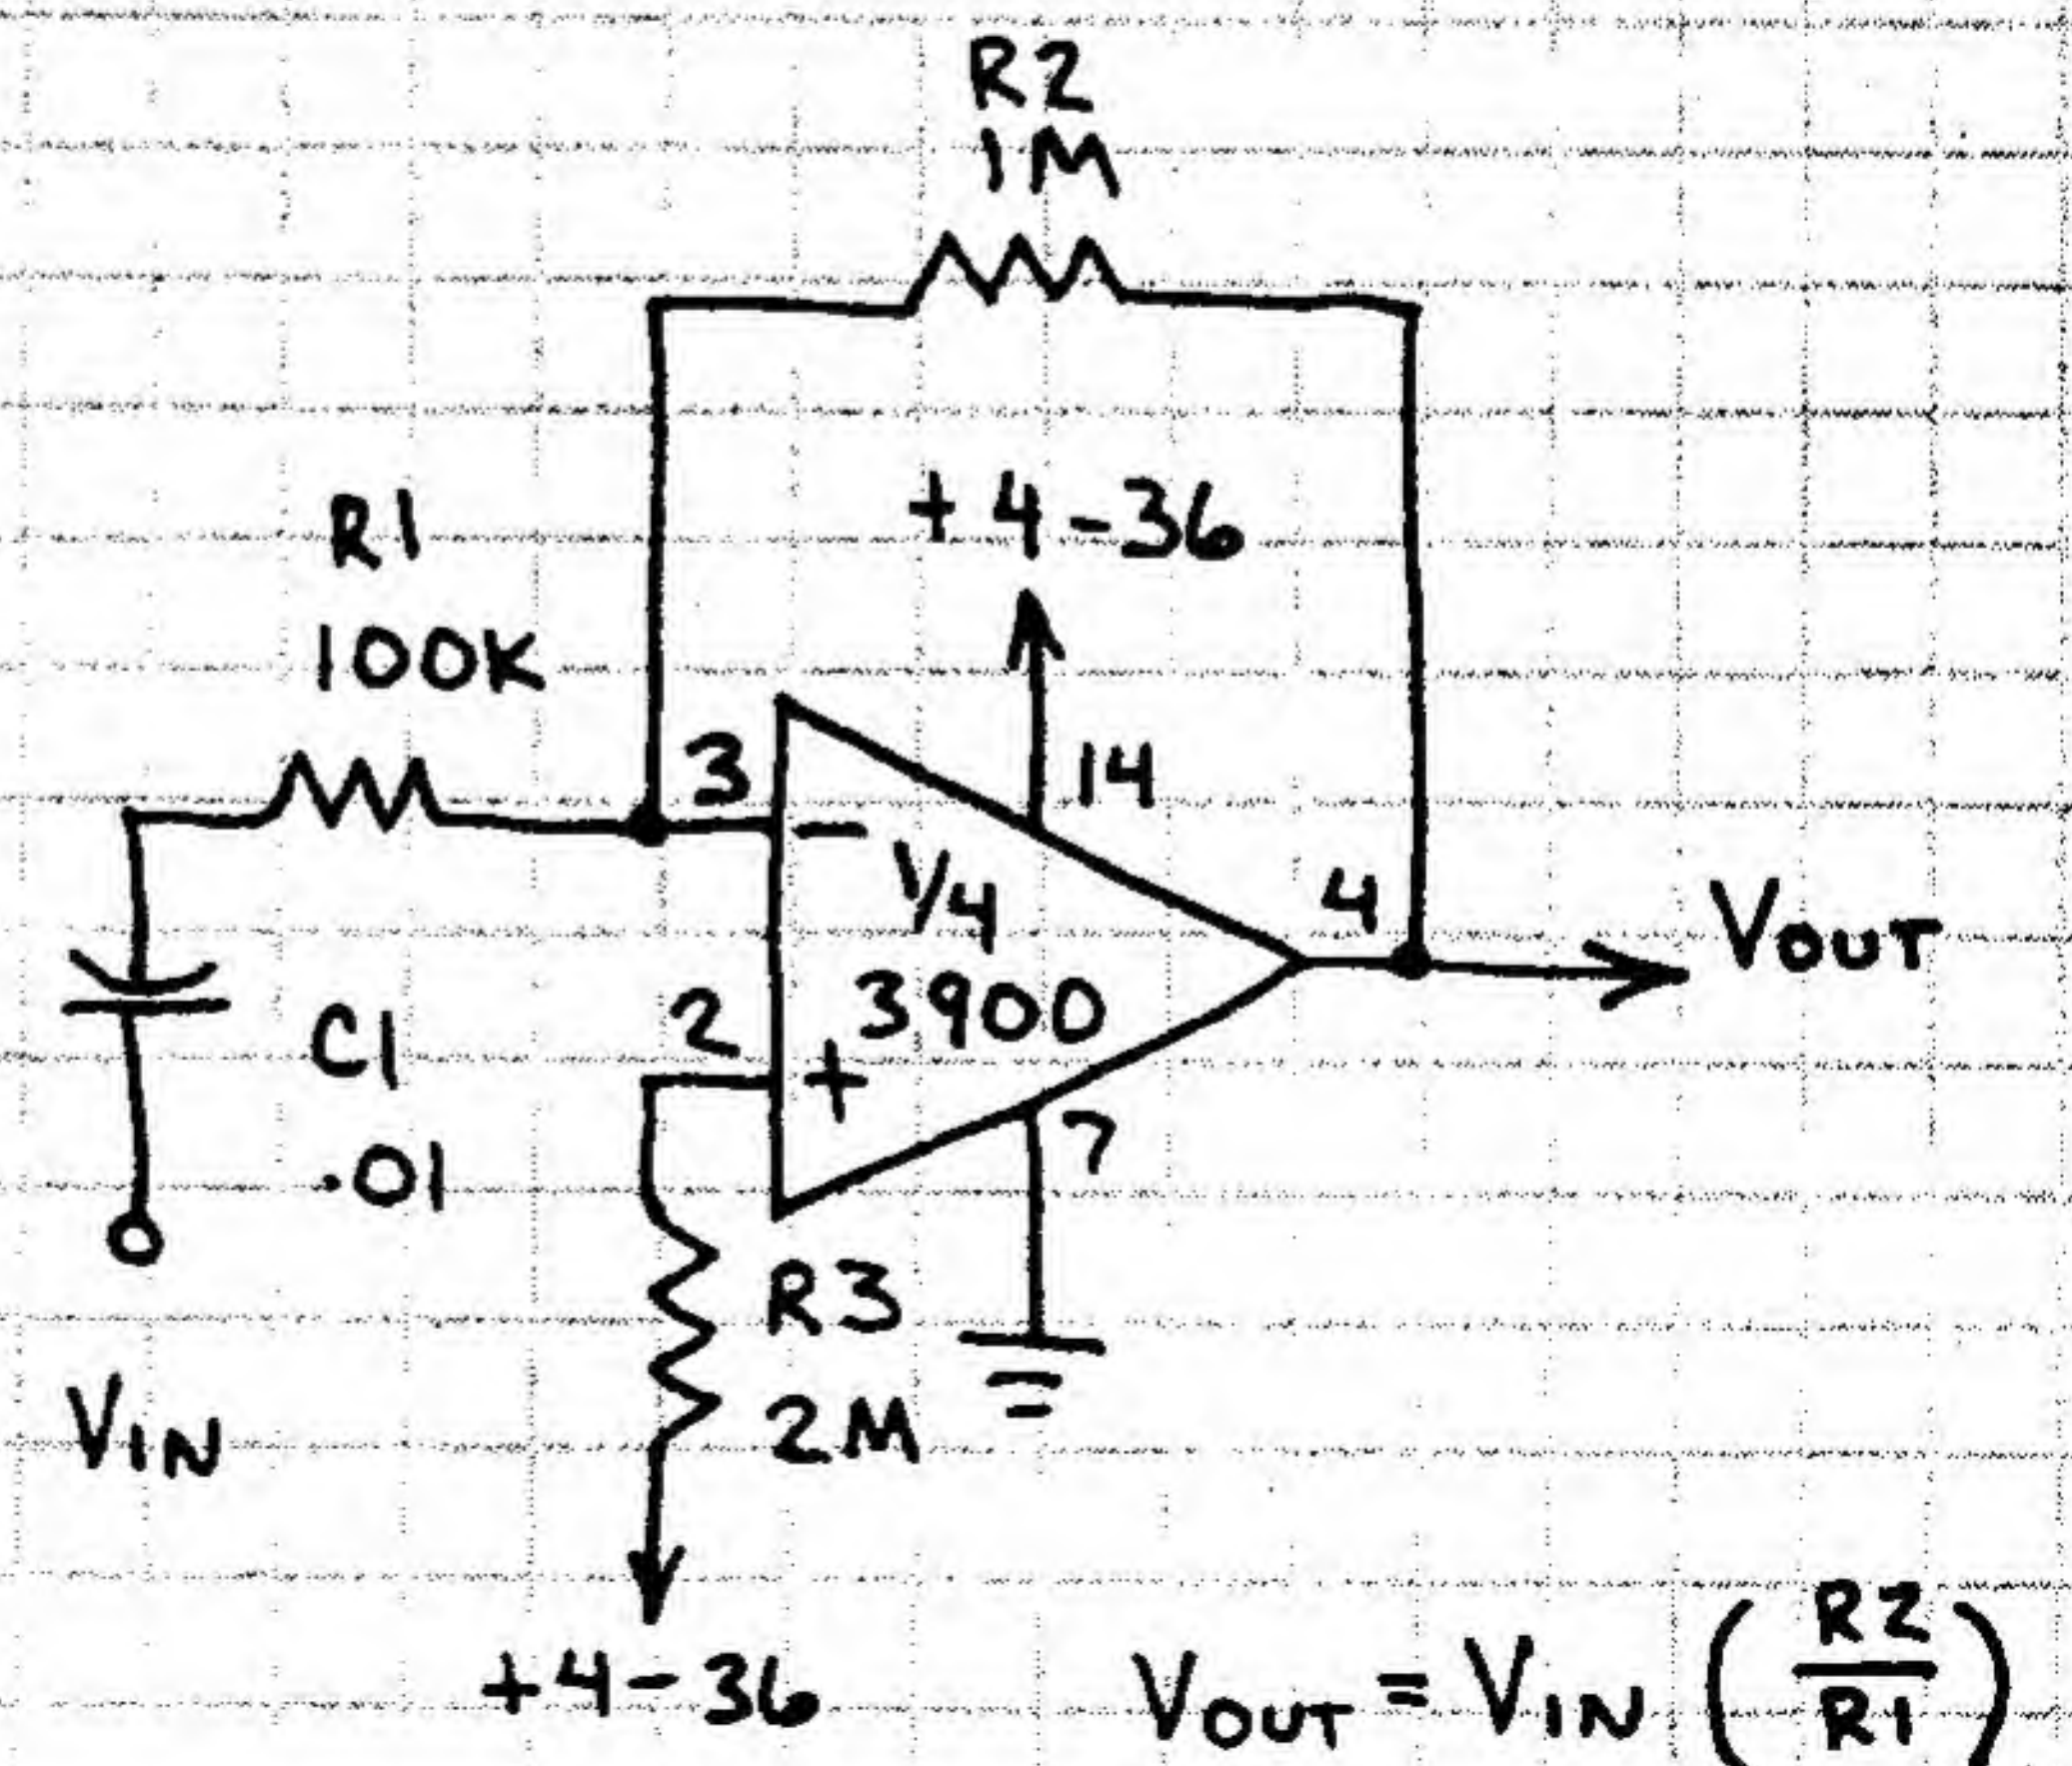 R2
1M
+4-36
R1
100K
3
14
-
1/4
3900
4
VOUT
2
+
C1
.01
7
R3
2M
VIN
+4-36
VOUT = VIN (R2/R1)